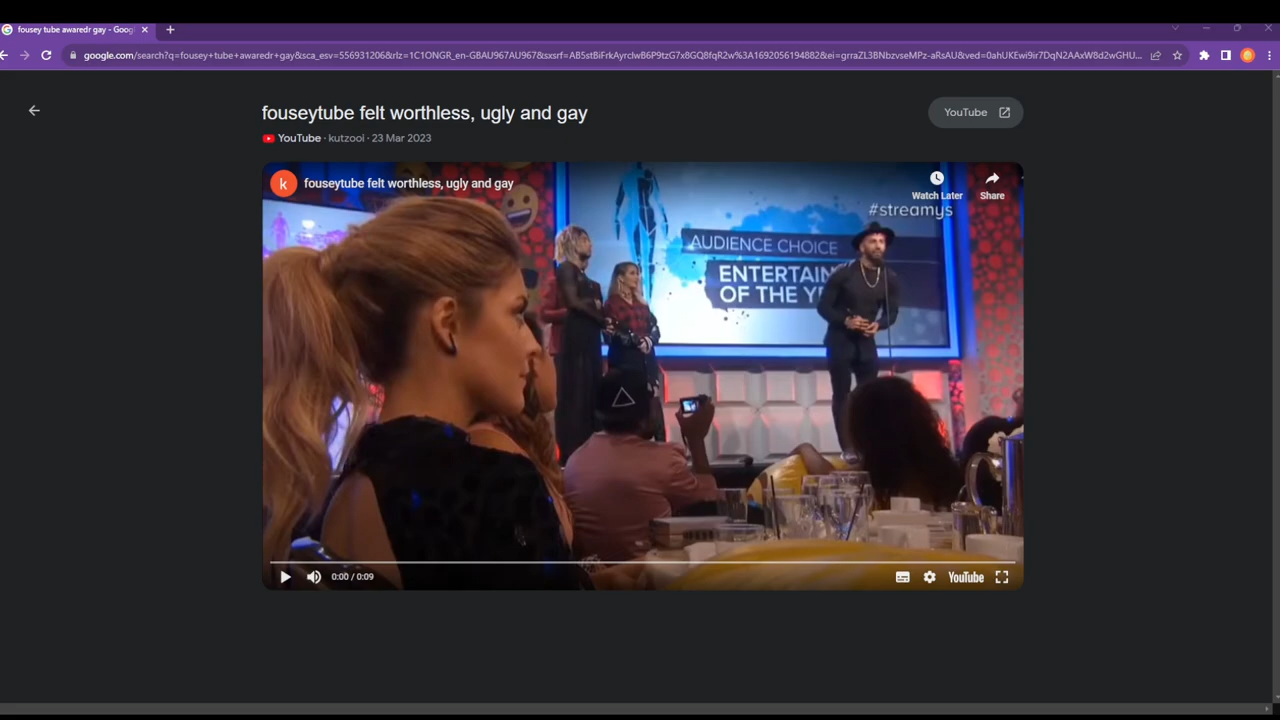 fousey tube awaredr gay - Goog
google.com/search?q=fousey+tube+awaredr+gay&sca_esv=556931206&rlz=1C1ONGR_en-GBAU967AU967&sxsrf=AB5stBiFrkAyrclwB6P9tzG7x8GQ8fqR2w%3A1692056194882&ei=grraZL3BNbzvseMPz-aRsAU&ved=0ahUKEwi9ir7DqN2AAxW8d2wGHU...
fouseytube felt worthless, ugly and gay
YouTube
YouTube · kutzooi · 23 Mar 2023
k
fouseytube felt worthless, ugly and gay
Watch Later
Share
#streamys
AUDIENCE CHOICE
ENTERTAIN
OF THE YE
0:00 / 0:09
YouTube